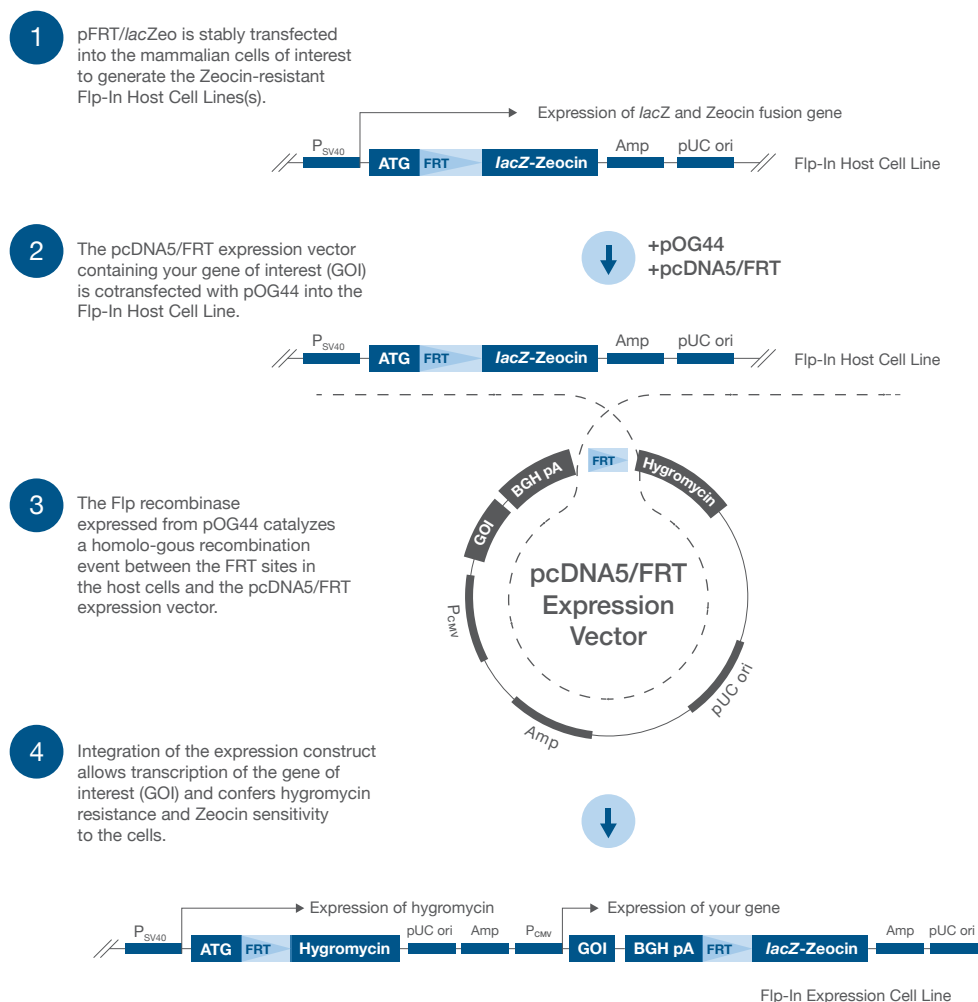 1
pFRT/lacZeo is stably transfected
into the mammalian cells of interest
to generate the Zeocin-resistant
Flp-In Host Cell Lines(s).
Expression of lacZ and Zeocin fusion gene
PSV40
ATG
FRT
lacZ-Zeocin
Amp
pUC ori
Flp-In Host Cell Line
2
The pcDNA5/FRT expression vector
containing your gene of interest (GOI)
is cotransfected with pOG44 into the
Flp-In Host Cell Line.
+pOG44
+pcDNA5/FRT
PSV40
ATG
FRT
lacZ-Zeocin
Amp
pUC ori
Flp-In Host Cell Line
3
The Flp recombinase
expressed from pOG44 catalyzes
a homolo-gous recombination
event between the FRT sites in
the host cells and the pcDNA5/FRT
expression vector.
FRT
Hygromycin
BGH pA
GOI
PCMV
Amp
pUC ori
pcDNA5/FRT
Expression
Vector
4
Integration of the expression construct
allows transcription of the gene of
interest (GOI) and confers hygromycin
resistance and Zeocin sensitivity
to the cells.
Expression of hygromycin
Expression of your gene
PSV40
ATG
FRT
Hygromycin
pUC ori
Amp
PCMV
GOI
BGH pA
FRT
lacZ-Zeocin
Amp
pUC ori
Flp-In Expression Cell Line